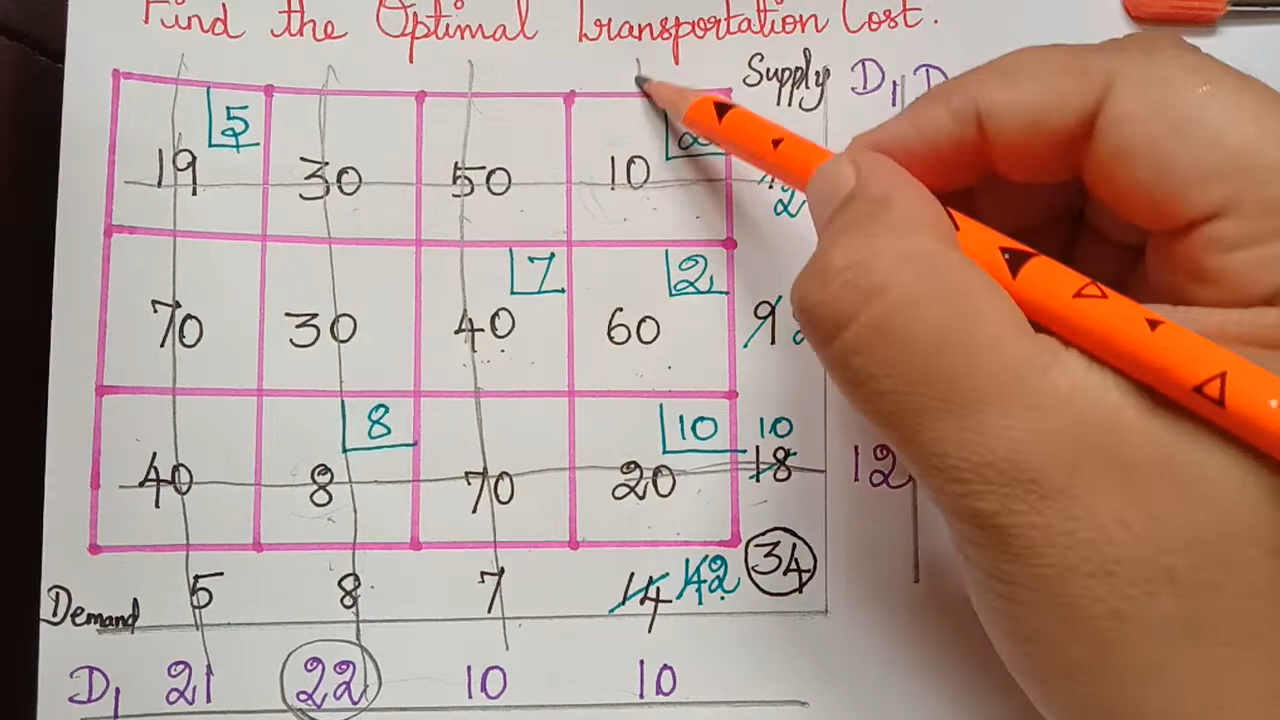 Find the Optimal Transportation Cost.
Supply D1 D
5
19 30 50 10
2
7 2
70 30 40 60 9
8 10 10
40 8 70 20 18 12
Demand 5 8 7 14 42 34
D1 21 22 10 10